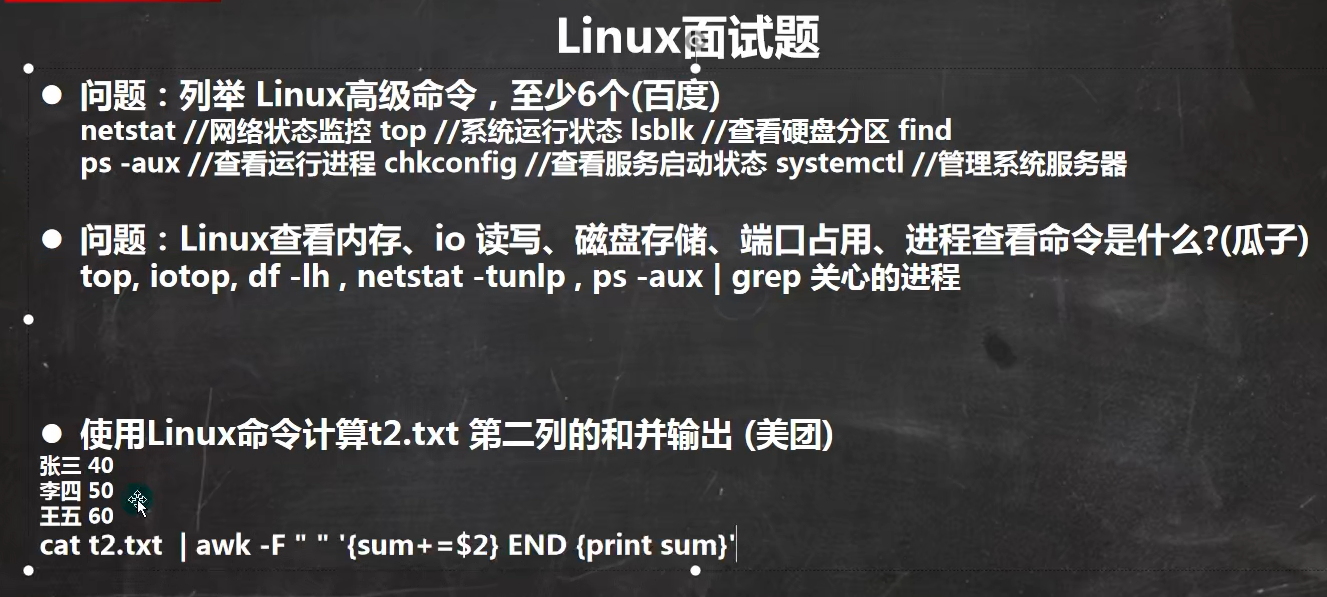 Linux面试题
● 问题：列举 Linux高级命令，至少6个(百度)
netstat //网络状态监控 top //系统运行状态 lsblk //查看硬盘分区 find
ps -aux //查看运行进程 chkconfig //查看服务启动状态 systemctl //管理系统服务器
● 问题：Linux查看内存、io 读写、磁盘存储、端口占用、进程查看命令是什么?(瓜子)
top, iotop, df -lh , netstat -tunlp , ps -aux | grep 关心的进程
● 使用Linux命令计算t2.txt 第二列的和并输出 (美团)
张三 40
李四 50
王五 60
cat t2.txt  | awk -F " " '{sum+=$2} END {print sum}'